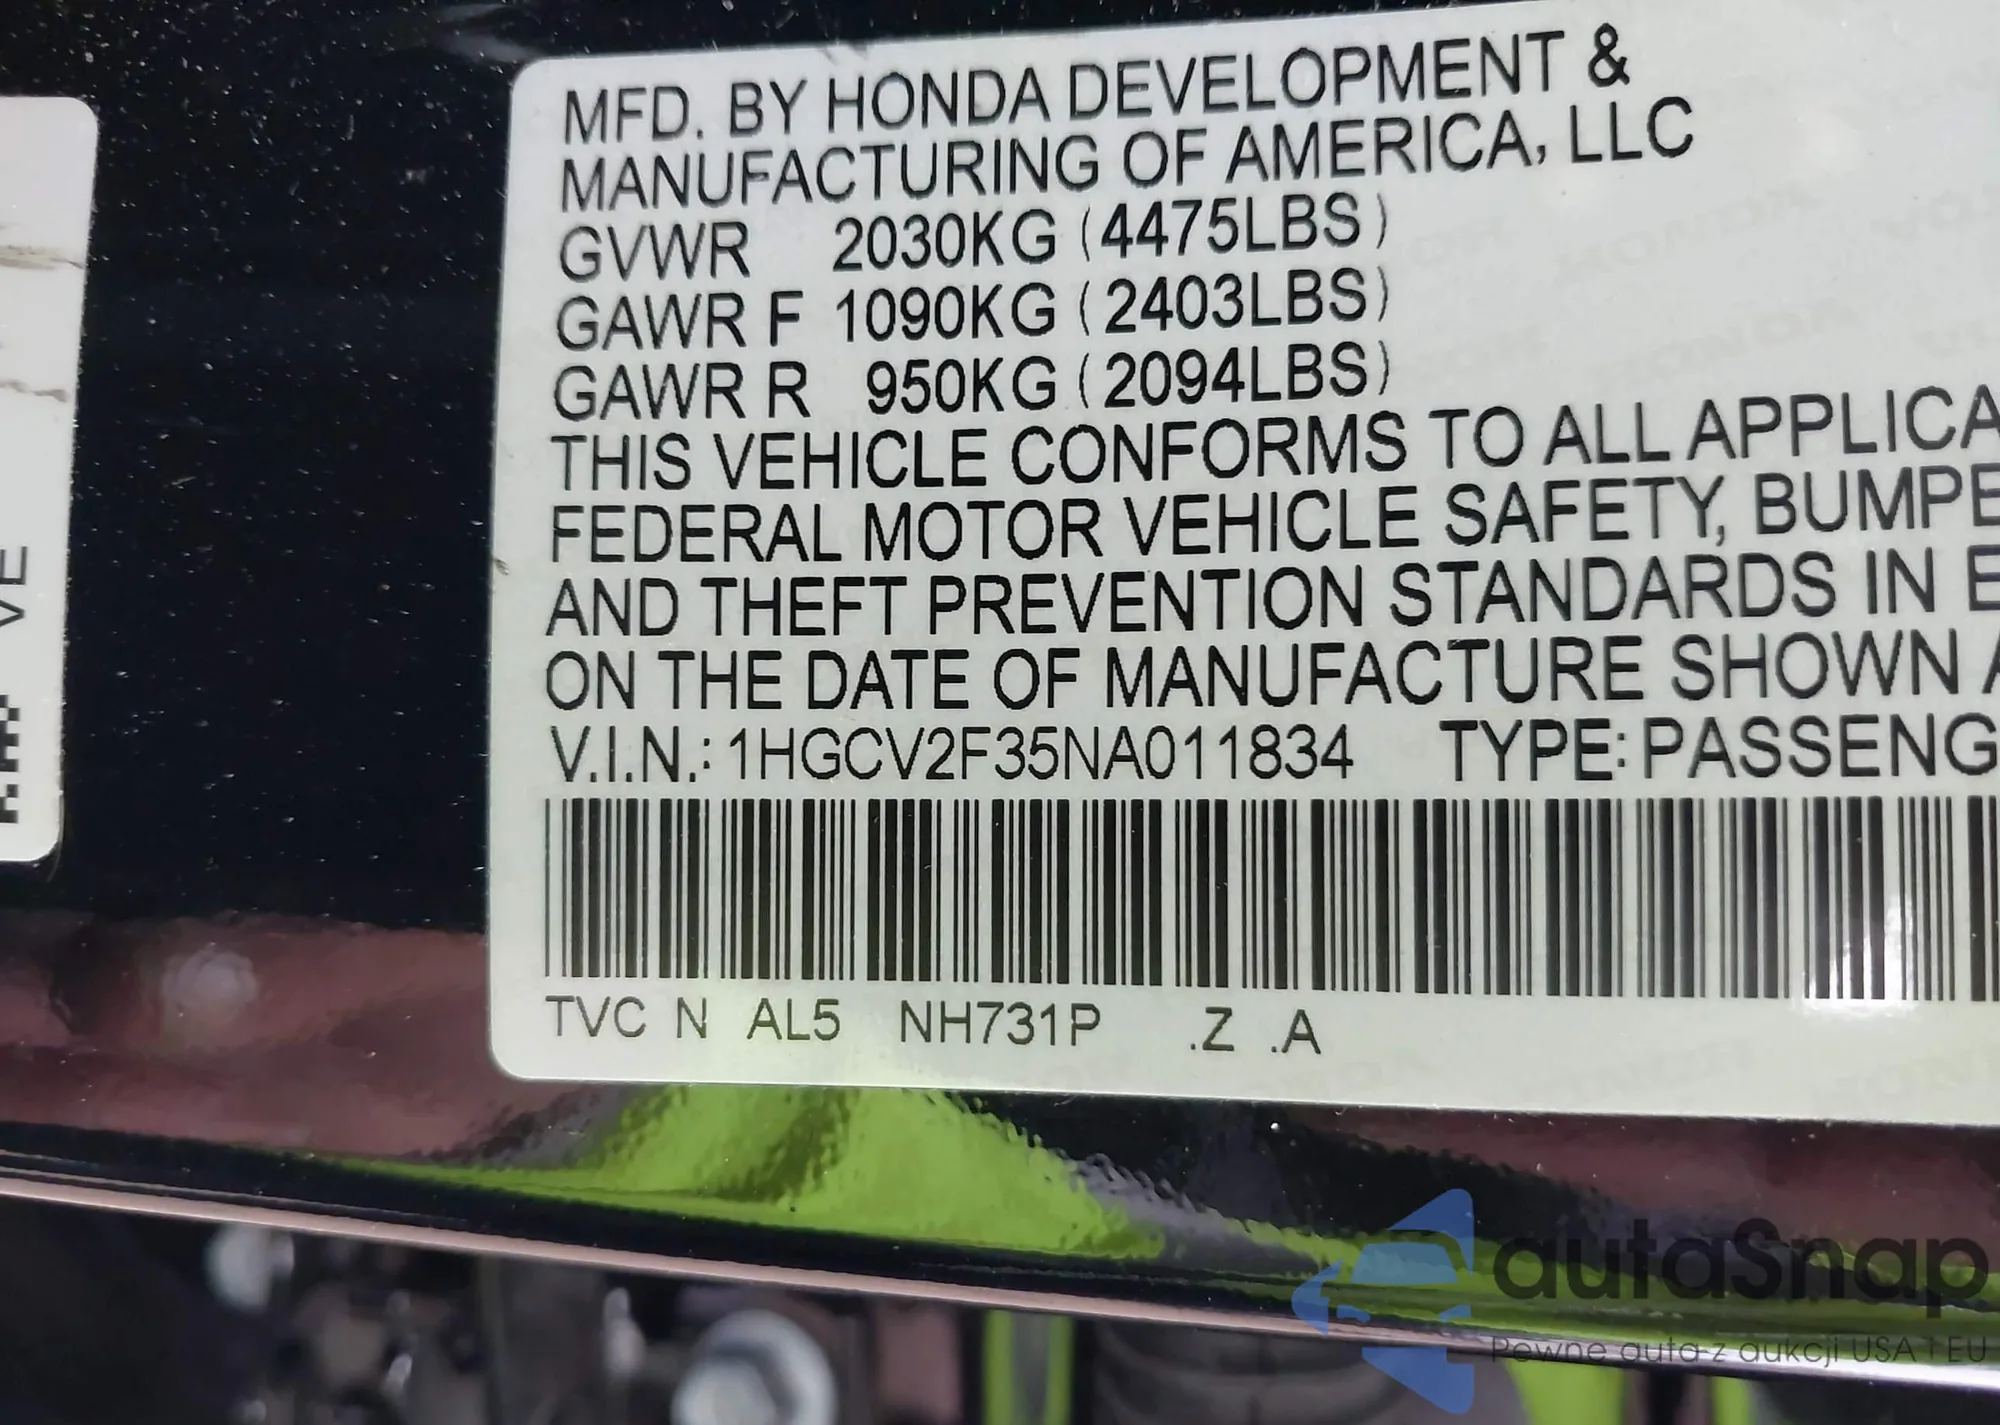 MFD. BY HONDA DEVELOPMENT &
MANUFACTURING OF AMERICA, LLC
GVWR 2030KG (4475LBS)
GAWR F 1090KG (2403LBS)
GAWR R 950KG (2094LBS)
THIS VEHICLE CONFORMS TO ALL APPLICA
FEDERAL MOTOR VEHICLE SAFETY, BUMPE
AND THEFT PREVENTION STANDARDS IN E
ON THE DATE OF MANUFACTURE SHOWN A
V.I.N.: 1HGCV2F35NA011834 TYPE: PASSENG
TVC N AL5 NH731P .Z .A
VE
autaSnap
Pewne auta z aukcji USA i EU